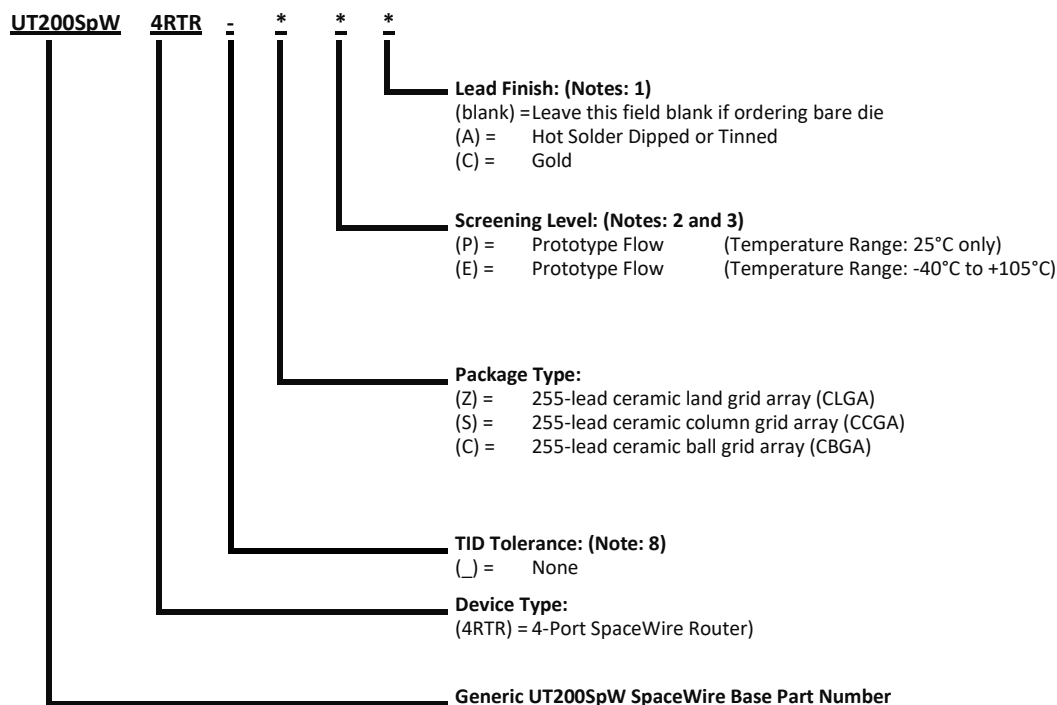 UT200SpW 4RTR - * * *
Lead Finish: (Notes: 1)
(blank) =Leave this field blank if ordering bare die
(A) = Hot Solder Dipped or Tinned
(C) = Gold
Screening Level: (Notes: 2 and 3)
(P) = Prototype Flow (Temperature Range: 25°C only)
(E) = Prototype Flow (Temperature Range: -40°C to +105°C)
Package Type:
(Z) = 255-lead ceramic land grid array (CLGA)
(S) = 255-lead ceramic column grid array (CCGA)
(C) = 255-lead ceramic ball grid array (CBGA)
TID Tolerance: (Note: 8)
(_) = None
Device Type:
(4RTR) = 4-Port SpaceWire Router)
Generic UT200SpW SpaceWire Base Part Number